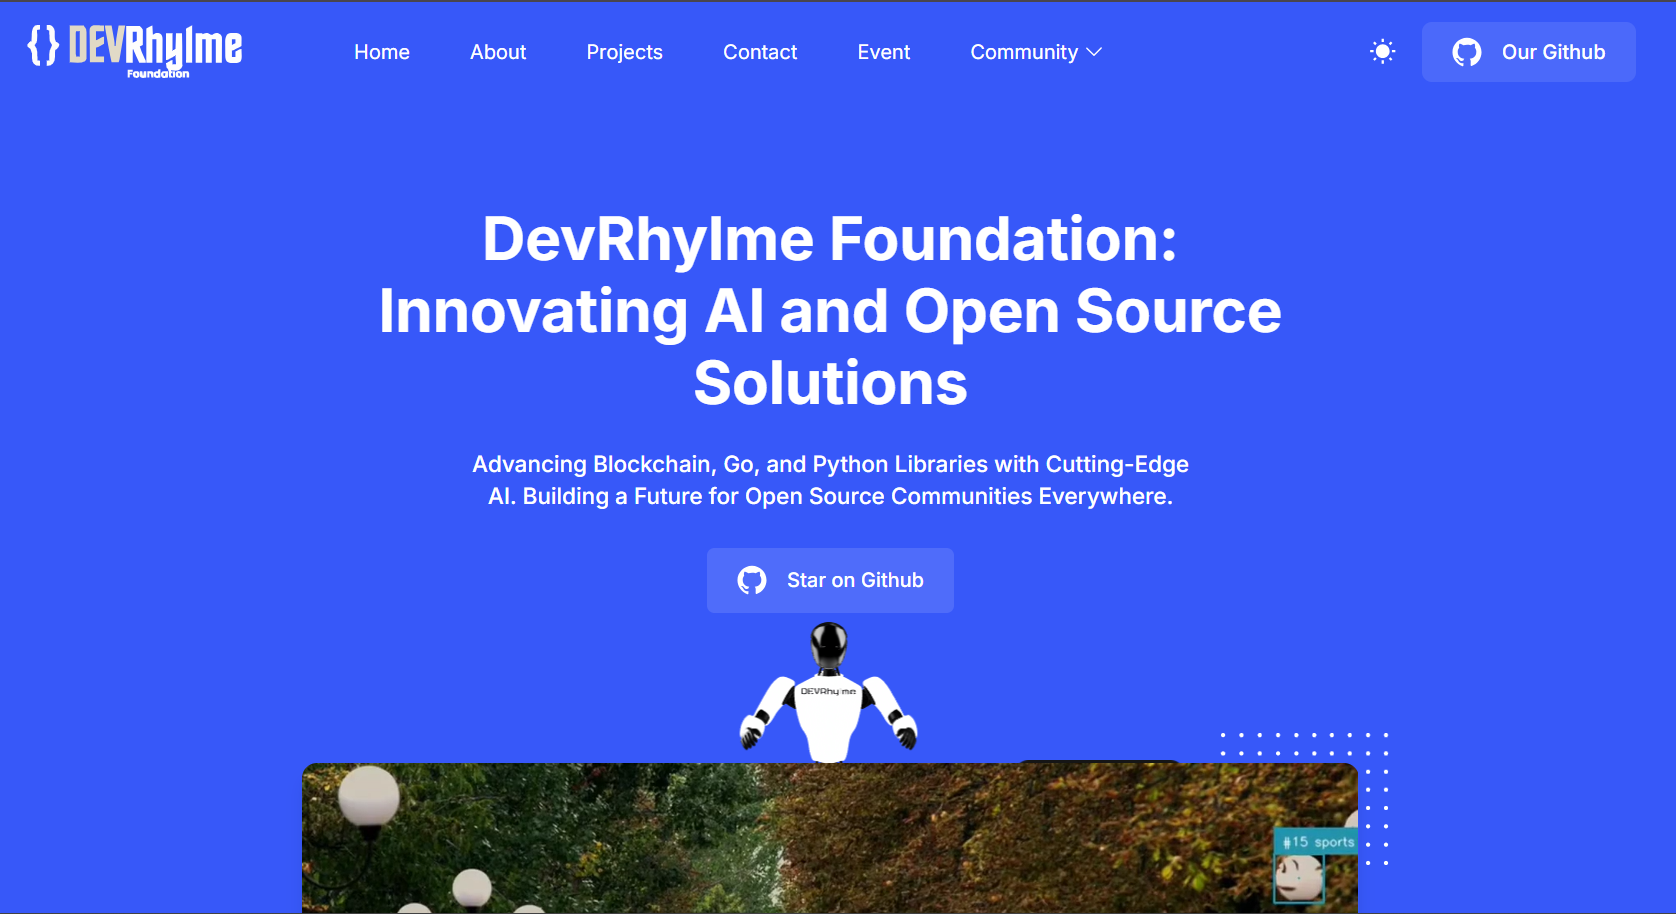 {} DEVRhylme
Foundation
Home
About
Projects
Contact
Event
Community
Our Github
DevRhylme Foundation:
Innovating AI and Open Source
Solutions
Advancing Blockchain, Go, and Python Libraries with Cutting-Edge
AI. Building a Future for Open Source Communities Everywhere.
Star on Github
DEVRhylme
#15 sports